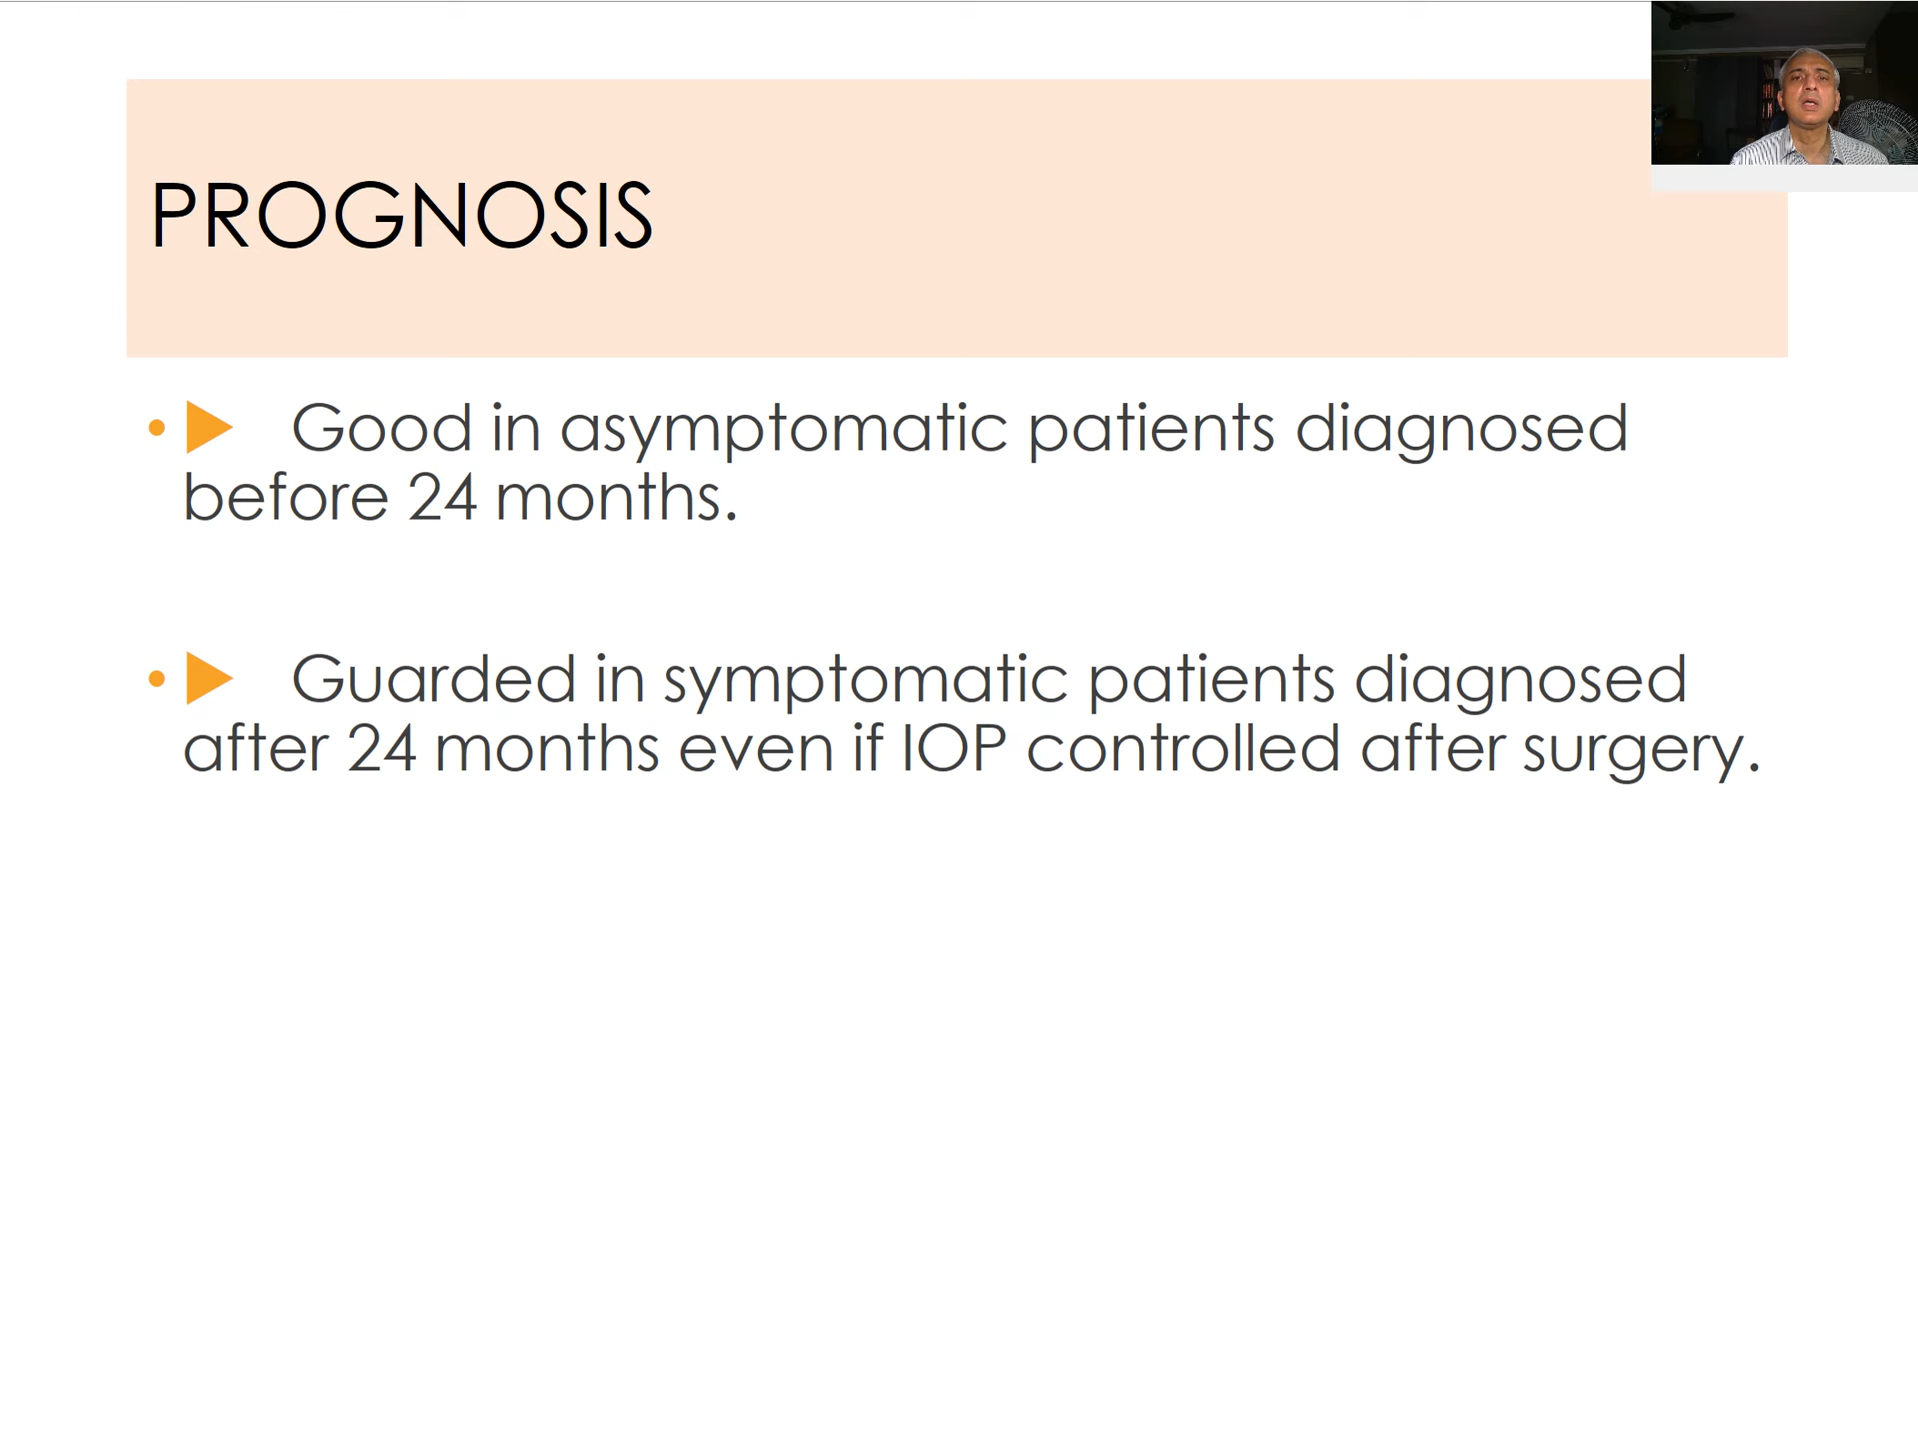 PROGNOSIS
• ▶ Good in asymptomatic patients diagnosed
before 24 months.
• ▶ Guarded in symptomatic patients diagnosed
after 24 months even if IOP controlled after surgery.